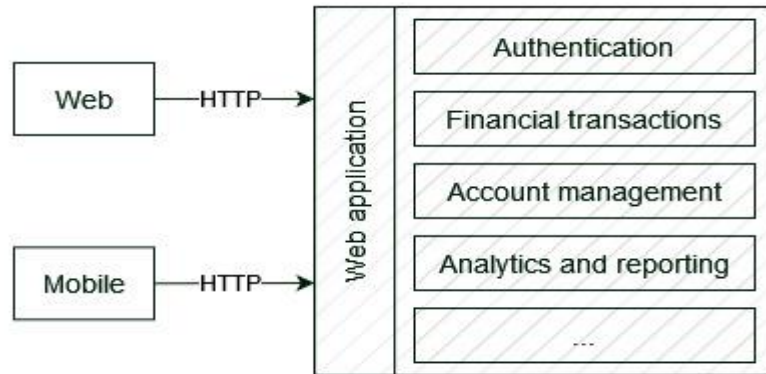 Web
HTTP
Mobile
HTTP
Web application
Authentication
Financial transactions
Account management
Analytics and reporting
...